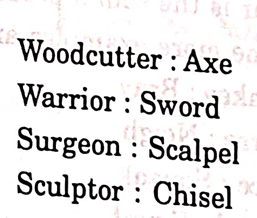 Woodcutter : Axe
Warrior : Sword
Surgeon : Scalpel
Sculptor : Chisel